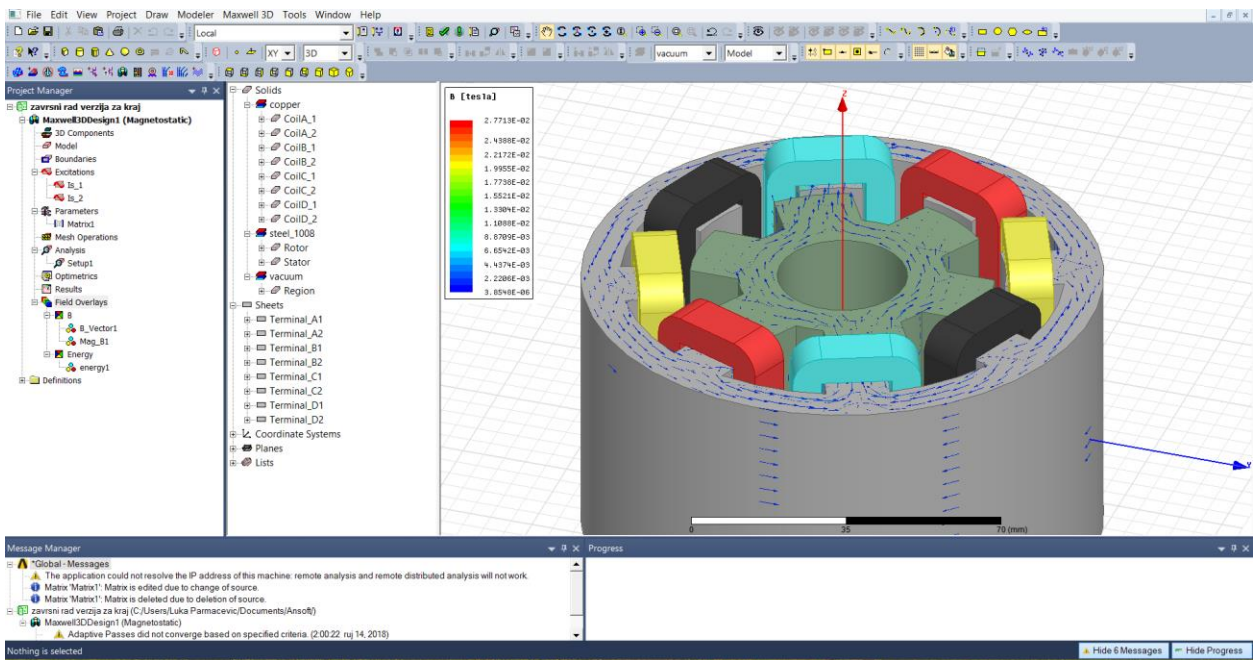 File Edit View Project Draw Modeler Maxwell 3D Tools Window Help
Local
XY 3D vacuum Model
Project Manager
zavrsni rad verzija za kraj
Maxwell3DDesign1 (Magnetostatic)
3D Components
Model
Boundaries
Excitations
Is_1
Is_2
Parameters
Matrix1
Mesh Operations
Analysis
Setup1
Optimetrics
Results
Field Overlays
B
B_Vector1
Mag_B1
Energy
energy1
Definitions
Solids
copper
CoilA_1
CoilA_2
CoilB_1
CoilB_2
CoilC_1
CoilC_2
CoilD_1
CoilD_2
steel_1008
Rotor
Stator
vacuum
Region
Sheets
Terminal_A1
Terminal_A2
Terminal_B1
Terminal_B2
Terminal_C1
Terminal_C2
Terminal_D1
Terminal_D2
Coordinate Systems
Planes
Lists
B [tesla]
2.7713E-02
2.4388E-02
2.2172E-02
1.9955E-02
1.7738E-02
1.5521E-02
1.3304E-02
1.1088E-02
8.8709E-03
6.6542E-03
4.4374E-03
2.2206E-03
3.8548E-06
Z
Y
0 35 70 (mm)
Message Manager
*Global - Messages
The application could not resolve the IP address of this machine: remote analysis and remote distributed analysis will not work.
Matrix 'Matrix1': Matrix is edited due to change of source.
Matrix 'Matrix1': Matrix is deleted due to deletion of source.
zavrsni rad verzija za kraj (C:/Users/Luka Parmacevic/Documents/Ansoft/)
Maxwell3DDesign1 (Magnetostatic)
Adaptive Passes did not converge based on specified criteria. (2:00:22 ruj 14, 2018)
Progress
Nothing is selected
Hide 6 Messages
Hide Progress